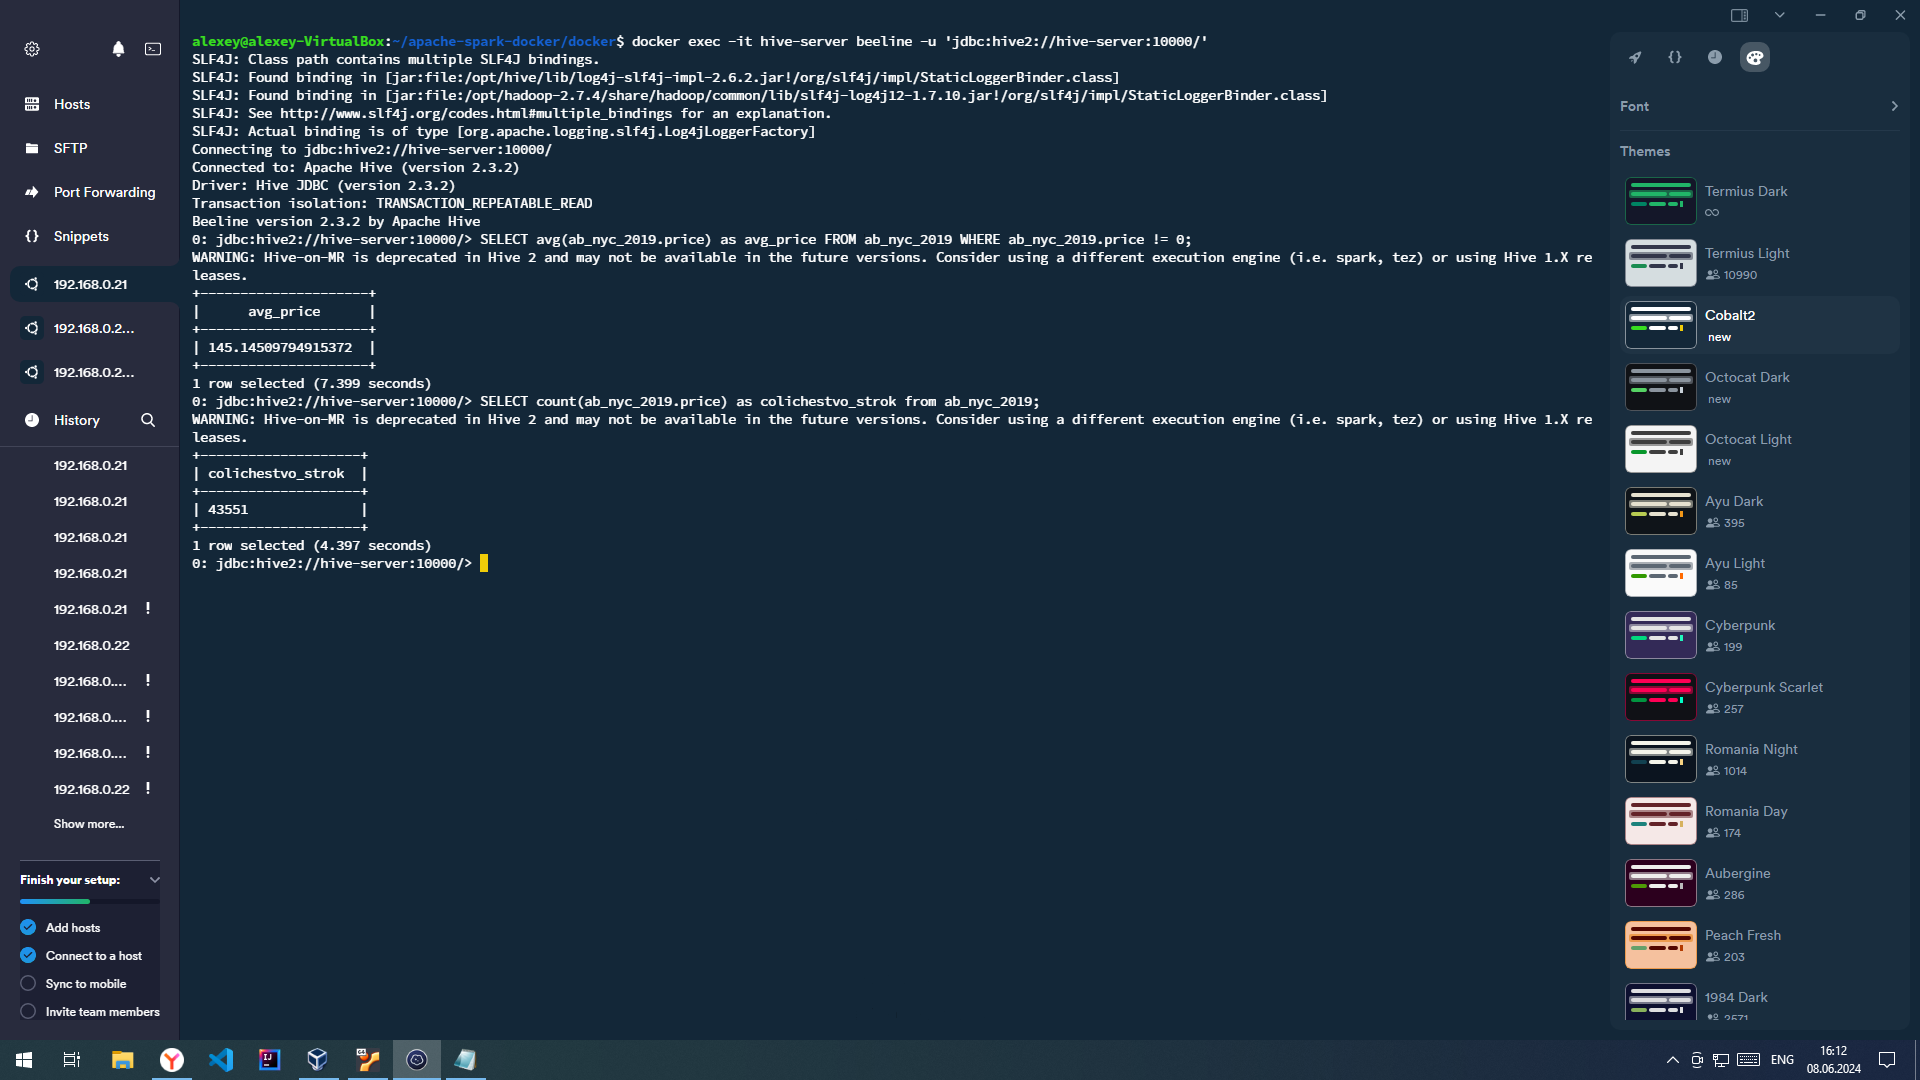 Hosts
SFTP
Port Forwarding
Snippets
192.168.0.21
192.168.0.2...
192.168.0.2...
History
192.168.0.21
192.168.0.21
192.168.0.21
192.168.0.21
192.168.0.21 !
192.168.0.22
192.168.0.... !
192.168.0.... !
192.168.0.... !
192.168.0.22 !
Show more...
Finish your setup:
Add hosts
Connect to a host
Sync to mobile
Invite team members
alexey@alexey-VirtualBox:~/apache-spark-docker/docker$ docker exec -it hive-server beeline -u 'jdbc:hive2://hive-server:10000/'
SLF4J: Class path contains multiple SLF4J bindings.
SLF4J: Found binding in [jar:file:/opt/hive/lib/log4j-slf4j-impl-2.6.2.jar!/org/slf4j/impl/StaticLoggerBinder.class]
SLF4J: Found binding in [jar:file:/opt/hadoop-2.7.4/share/hadoop/common/lib/slf4j-log4j12-1.7.10.jar!/org/slf4j/impl/StaticLoggerBinder.class]
SLF4J: See http://www.slf4j.org/codes.html#multiple_bindings for an explanation.
SLF4J: Actual binding is of type [org.apache.logging.slf4j.Log4jLoggerFactory]
Connecting to jdbc:hive2://hive-server:10000/
Connected to: Apache Hive (version 2.3.2)
Driver: Hive JDBC (version 2.3.2)
Transaction isolation: TRANSACTION_REPEATABLE_READ
Beeline version 2.3.2 by Apache Hive
0: jdbc:hive2://hive-server:10000/> SELECT avg(ab_nyc_2019.price) as avg_price FROM ab_nyc_2019 WHERE ab_nyc_2019.price != 0;
WARNING: Hive-on-MR is deprecated in Hive 2 and may not be available in the future versions. Consider using a different execution engine (i.e. spark, tez) or using Hive 1.X re
leases.
+---------------------+
|      avg_price      |
+---------------------+
| 145.14509794915372  |
+---------------------+
1 row selected (7.399 seconds)
0: jdbc:hive2://hive-server:10000/> SELECT count(ab_nyc_2019.price) as colichestvo_strok from ab_nyc_2019;
WARNING: Hive-on-MR is deprecated in Hive 2 and may not be available in the future versions. Consider using a different execution engine (i.e. spark, tez) or using Hive 1.X re
leases.
+--------------------+
| colichestvo_strok  |
+--------------------+
| 43551              |
+--------------------+
1 row selected (4.397 seconds)
0: jdbc:hive2://hive-server:10000/>
Font
Themes
Termius Dark
∞
Termius Light
10990
Cobalt2
new
Octocat Dark
new
Octocat Light
new
Ayu Dark
395
Ayu Light
85
Cyberpunk
199
Cyberpunk Scarlet
257
Romania Night
1014
Romania Day
174
Aubergine
286
Peach Fresh
203
1984 Dark
2571
ENG
16:12
08.06.2024